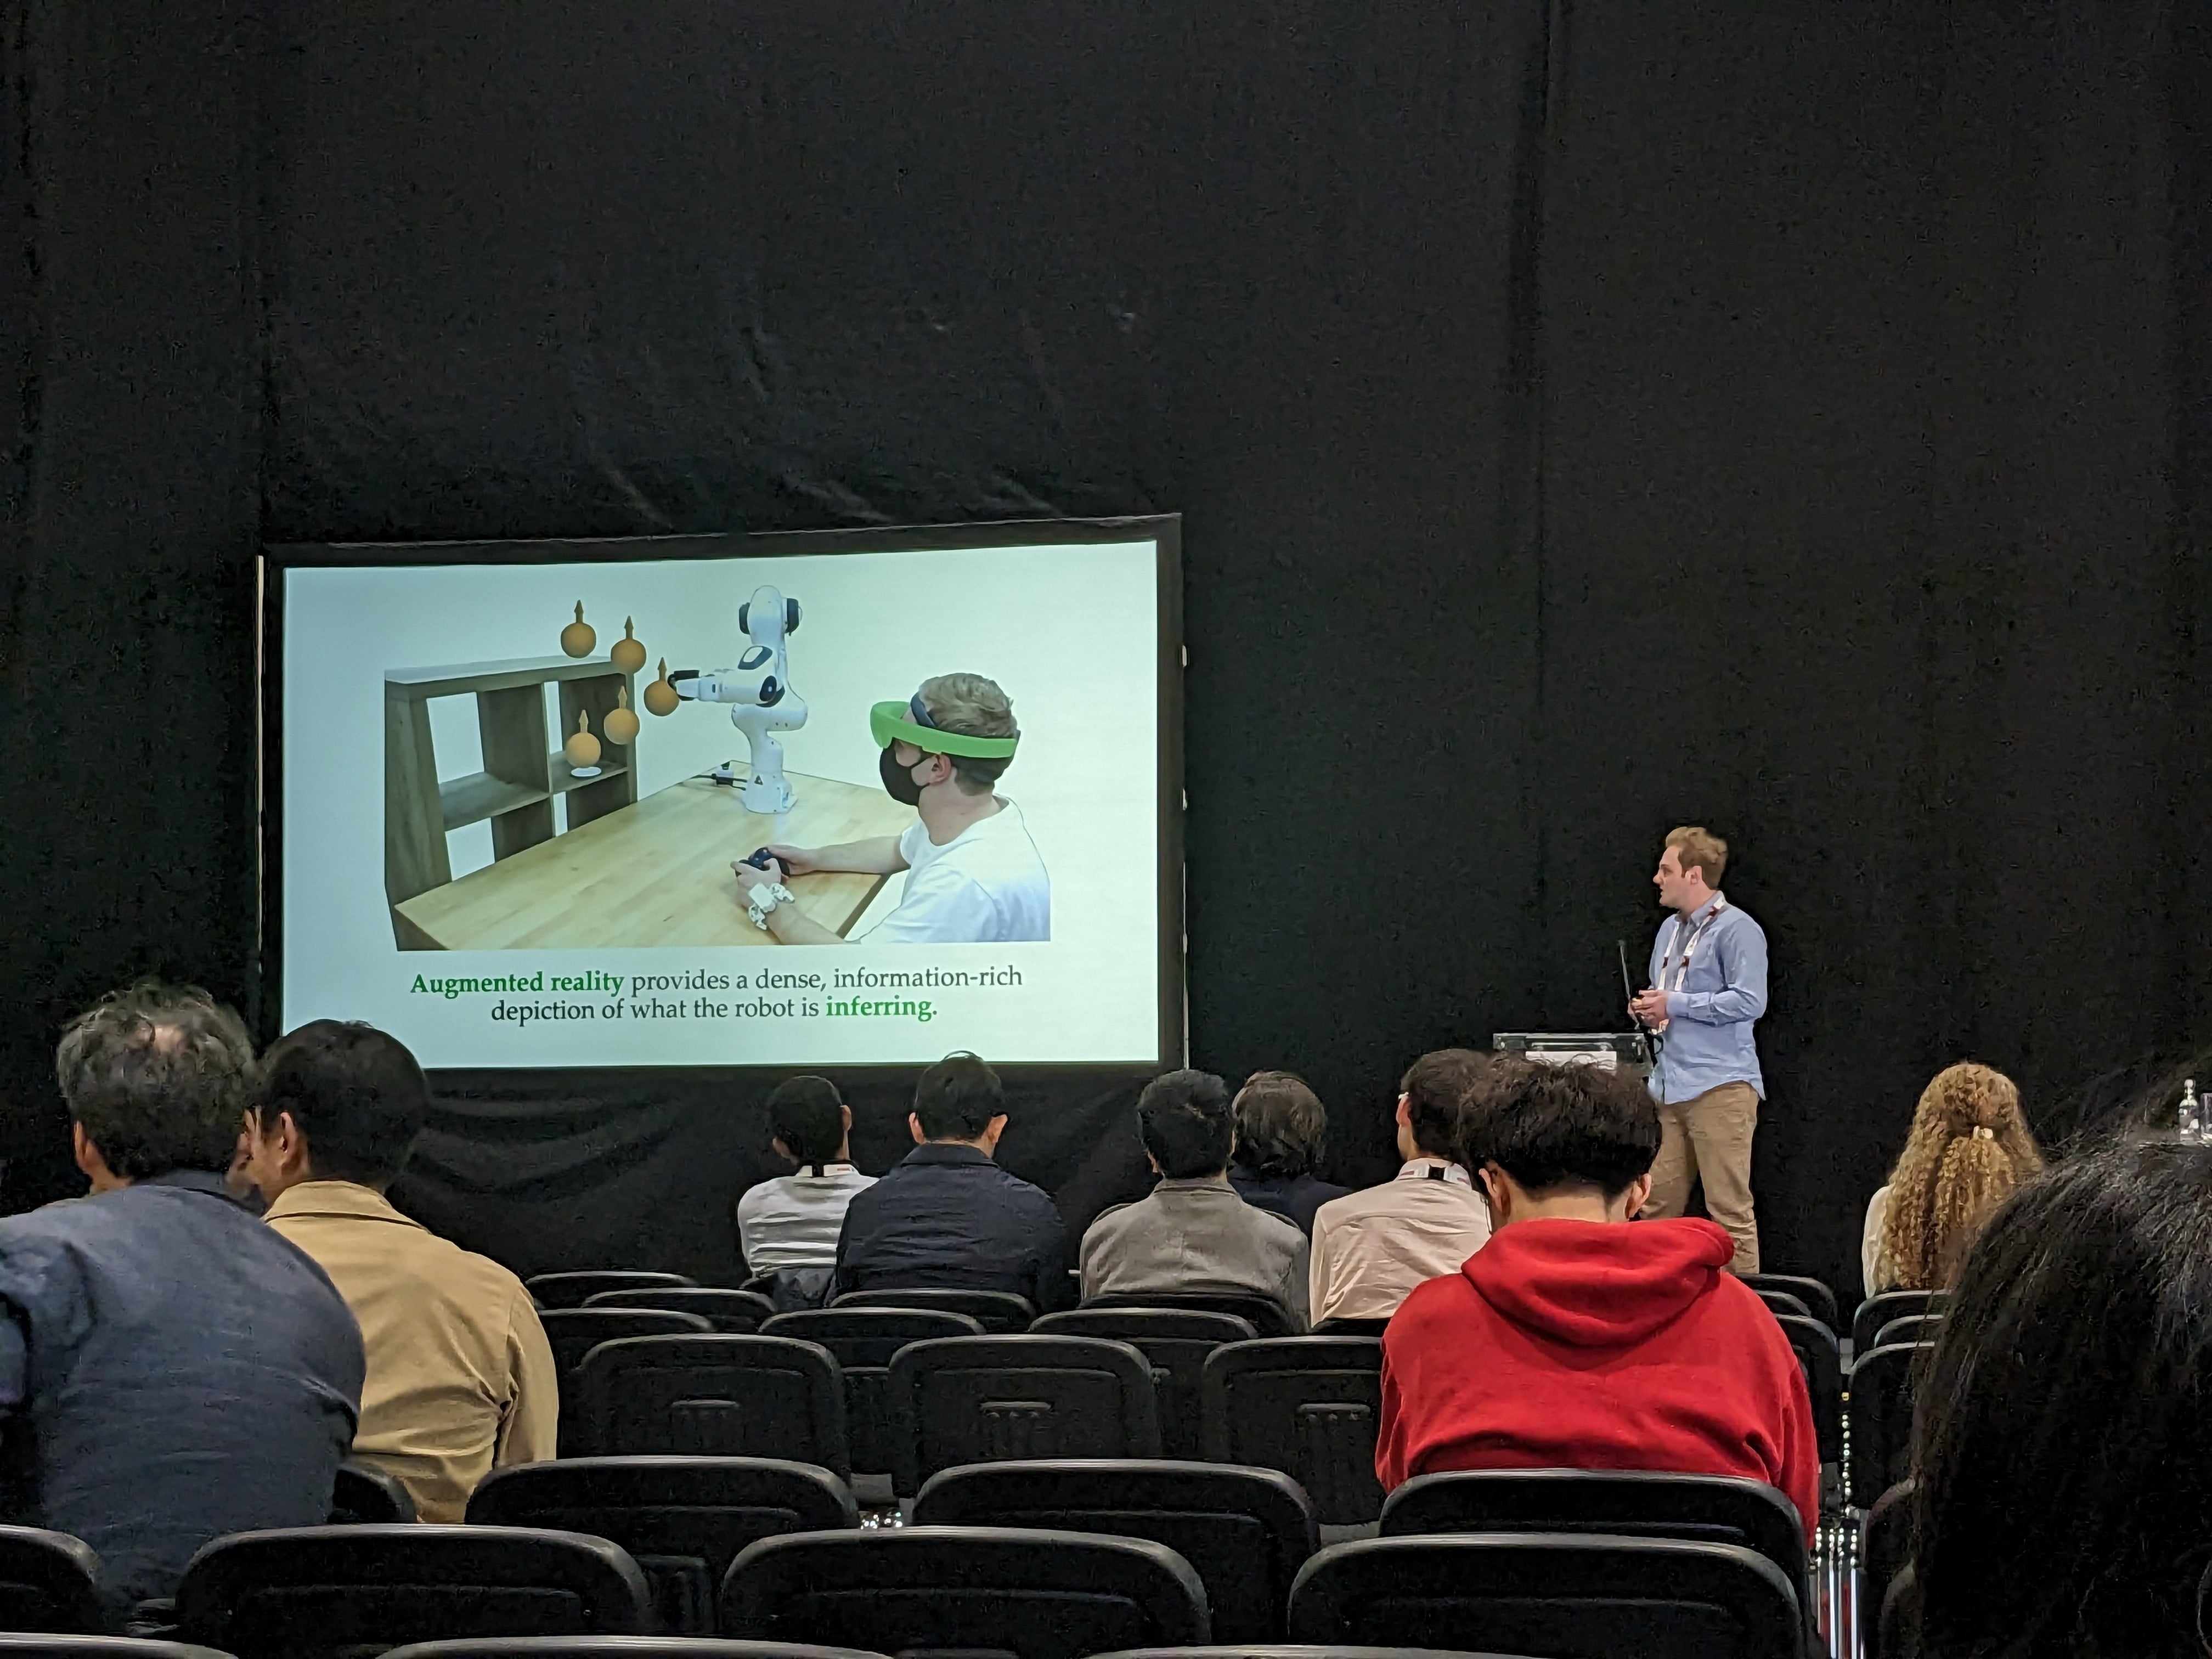 Augmented reality provides a dense, information-rich
depiction of what the robot is inferring.